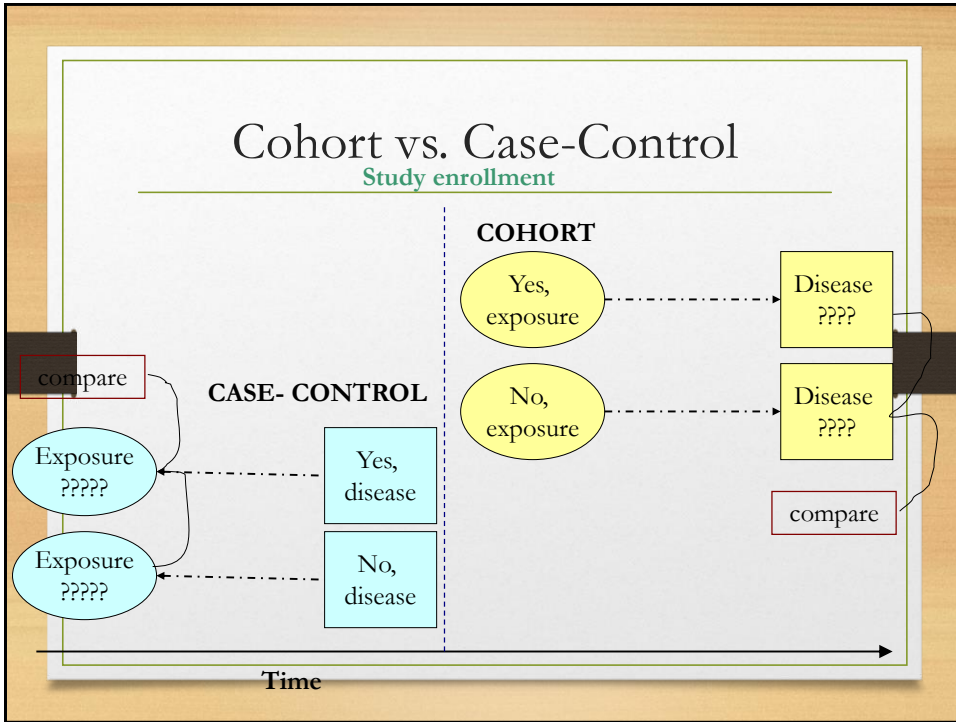 Cohort vs. Case-Control
Study enrollment
COHORT
Yes,
exposure
Disease
????
No,
exposure
Disease
????
compare
compare
CASE- CONTROL
Exposure
?????
Yes,
disease
Exposure
?????
No,
disease
Time